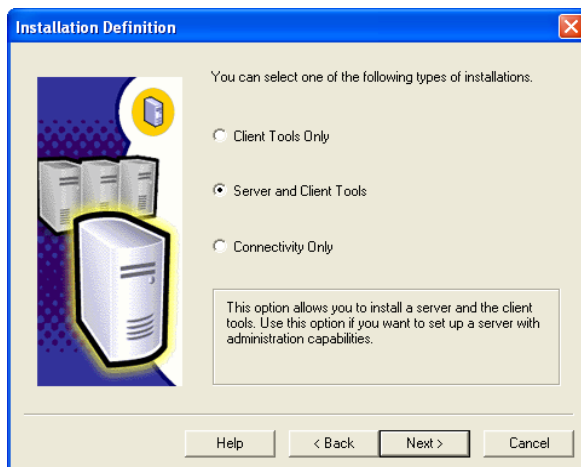 Installation Definition
You can select one of the following types of installations.
Client Tools Only
Server and Client Tools
Connectivity Only
This option allows you to install a server and the client
tools. Use this option if you want to set up a server with
administration capabilities.
Help
< Back
Next >
Cancel